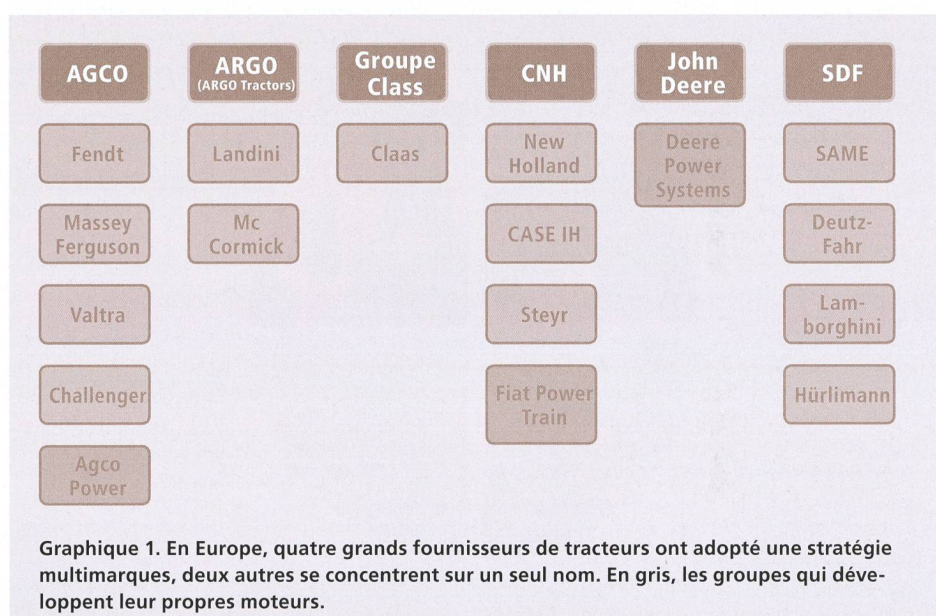 AGCO
ARGO
(ARGO Tractors)
Groupe
Class
CNH
John
Deere
SDF
Fendt
Landini
Claas
New
Holland
Deere
Power
Systems
SAME
Massey
Ferguson
Mc
Cormick
CASE IH
Deutz-
Fahr
Valtra
Steyr
Lam-
borghini
Challenger
Fiat Power
Train
Hürlimann
Agco
Power
Graphique 1. En Europe, quatre grands fournisseurs de tracteurs ont adopté une stratégie
multimarques, deux autres se concentrent sur un seul nom. En gris, les groupes qui déve-
loppent leur propres moteurs.